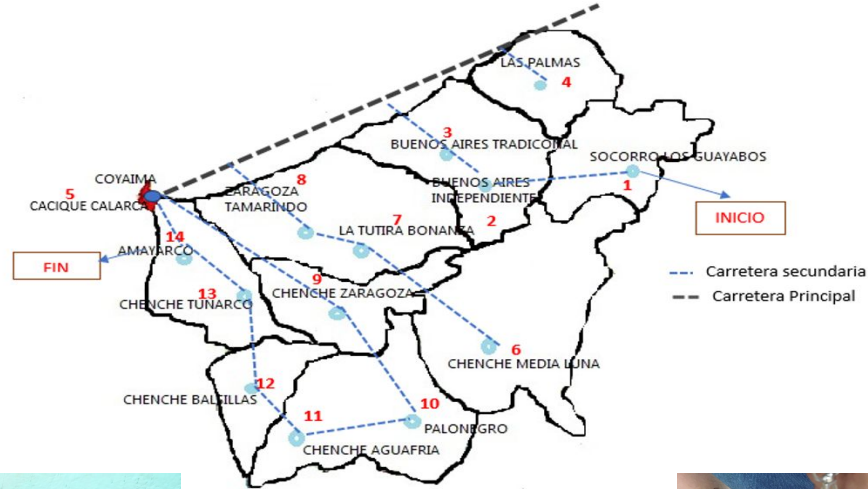 LAS PALMAS
4
3
BUENOS AIRES TRADICONAL
SOCORRO LOS GUAYABOS
1
BUENOS AIRES
INDEPENDIENTE
2
INICIO
COYAIMA
5
CACIQUE CALARCA
8
ZARAGOZA
TAMARINDO
7
LA TUTIRA BONANZA
14
AMAYARCO
FIN
9
CHENCHE ZARAGOZA
13
CHENCHE TUNARCO
Carretera secundaria
Carretera Principal
6
CHENCHE MEDIA LUNA
12
CHENCHE BALSILLAS
11
10
PALONEGRO
CHENCHE AGUAFRIA